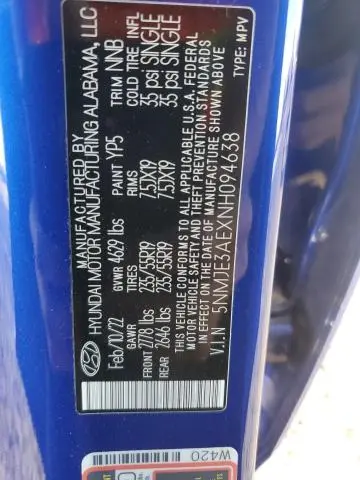 MANUFACTURED BY
HYUNDAI MOTOR MANUFACTURING ALABAMA, LLC
Feb/10/22 GVWR 4629 lbs PAINT YP5 TRIM NNB
TIRES RIMS COLD TIRE INFL
FRONT 2778 lbs 235/55R19 7.5JX19 35 psi SINGLE
REAR 2646 lbs 235/55R19 7.5JX19 35 psi SINGLE
THIS VEHICLE CONFORMS TO ALL APPLICABLE U.S.A. FEDERAL
MOTOR VEHICLE SAFETY AND THEFT PREVENTION STANDARDS
IN EFFECT ON THE DATE OF MANUFACTURE SHOWN ABOVE
V.I.N 5NMJE3AEXNH094638 TYPE: MPV
W420